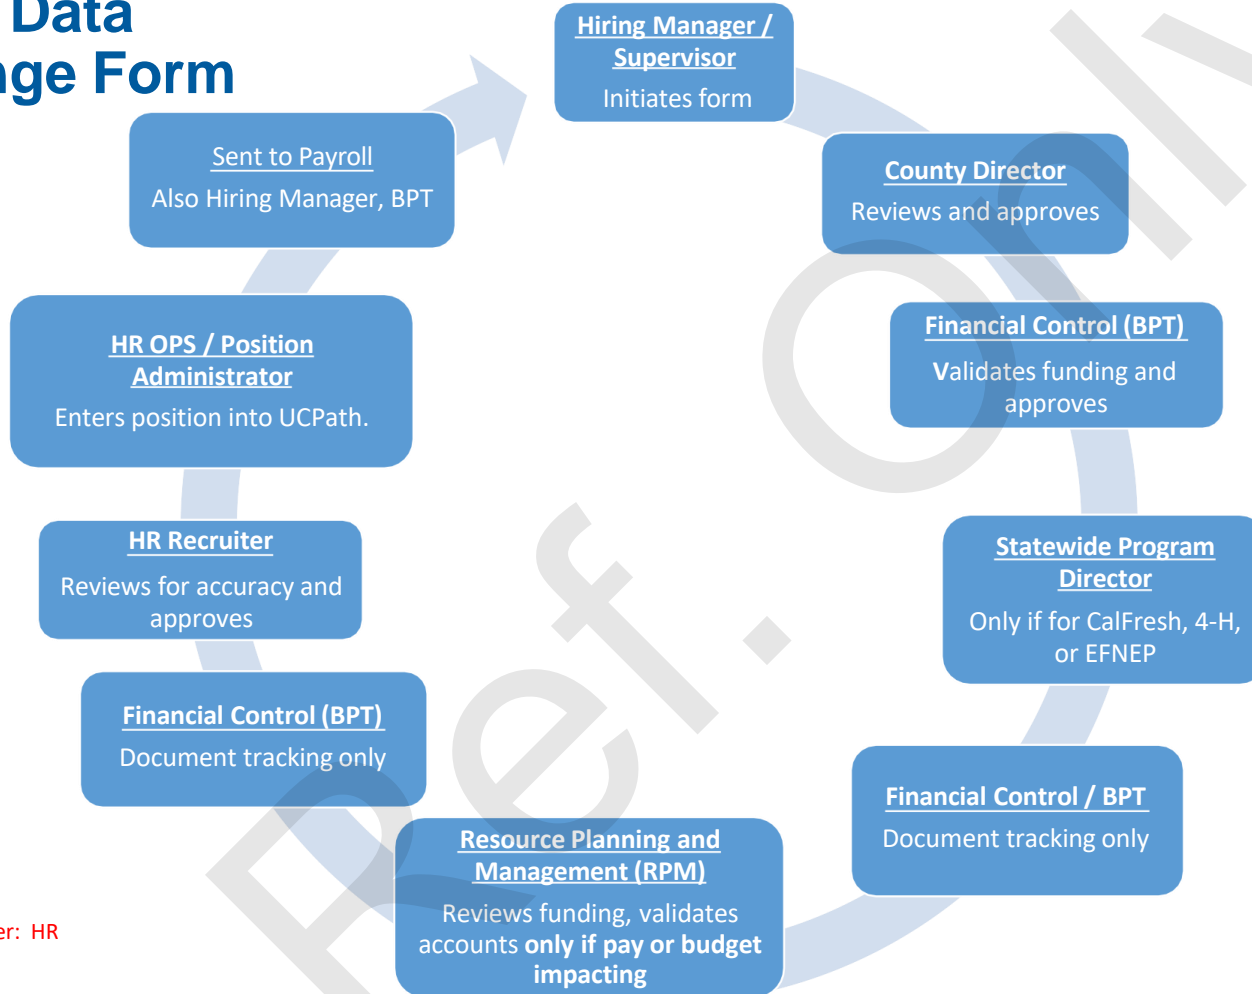 Data
nge Form
Hiring Manager /
Supervisor
Initiates form
County Director
Reviews and approves
Financial Control (BPT)
Validates funding and
approves
Statewide Program
Director
Only if for CalFresh, 4-H,
or EFNEP
Financial Control / BPT
Document tracking only
Resource Planning and
Management (RPM)
Reviews funding, validates
accounts only if pay or budget
impacting
Financial Control (BPT)
Document tracking only
HR Recruiter
Reviews for accuracy and
approves
HR OPS / Position
Administrator
Enters position into UCPath.
Sent to Payroll
Also Hiring Manager, BPT
er: HR
Ref. Only